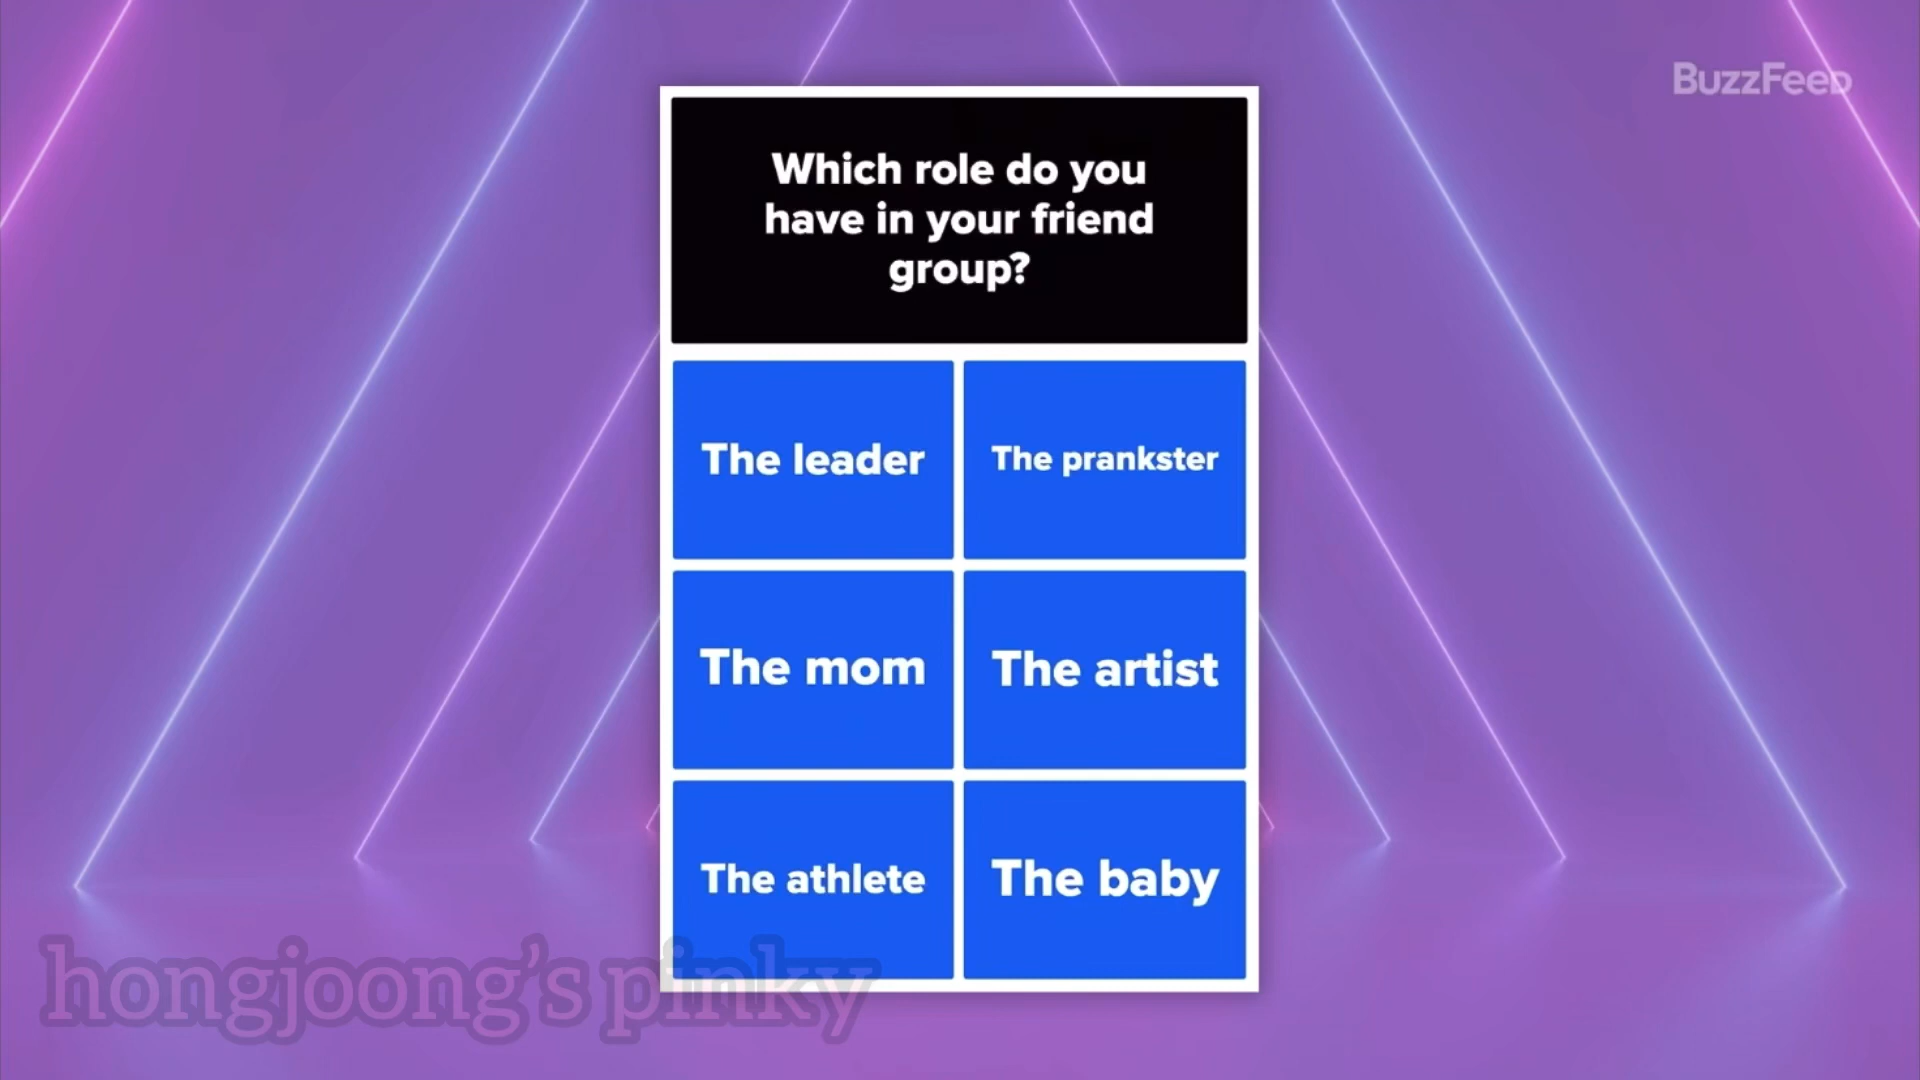 BuzzFeed
Which role do you
have in your friend
group?
The leader
The prankster
The mom
The artist
The athlete
The baby
hongjoong's pinky